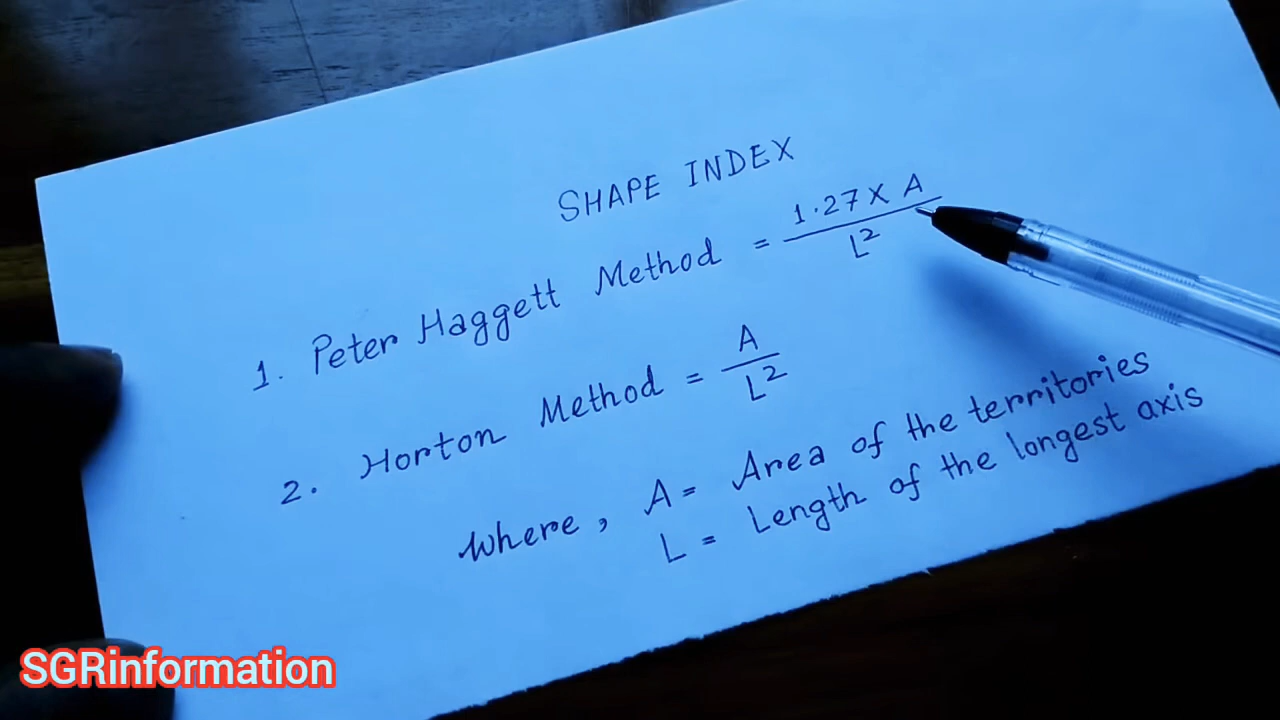 SHAPE INDEX
1. Peter Haggett Method = 1.27 X A / L²
2. Horton Method = A / L²
Where, A = Area of the territories
L = Length of the longest axis
SGRinformation